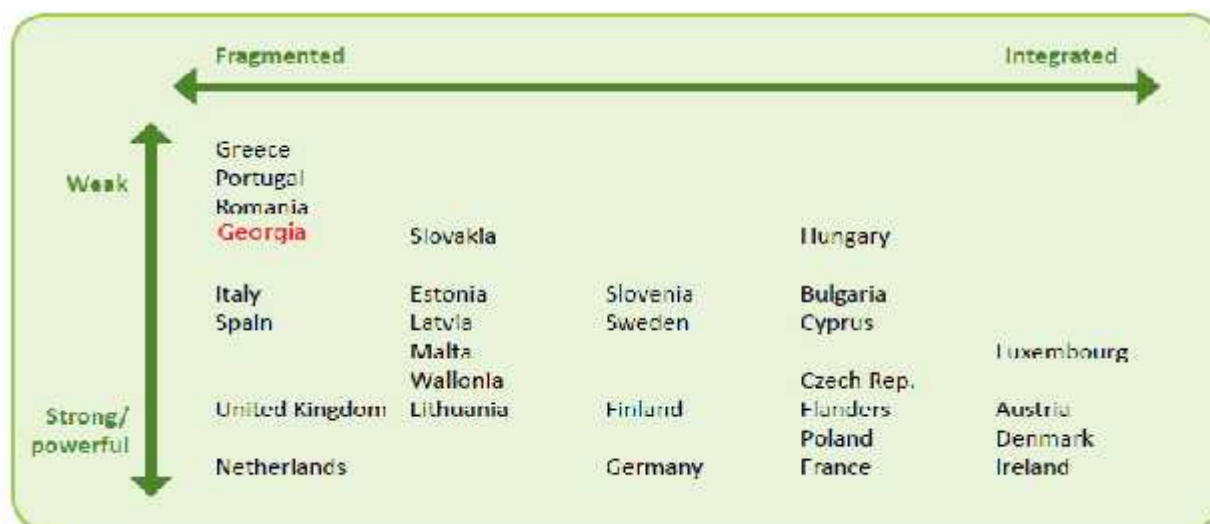 Fragmented Integrated
Weak
Strong/
powerful
Greece
Portugal
Romania
Georgia Slovakia Hungary
Italy Estonia Slovenia Bulgaria
Spain Latvia Sweden Cyprus
Malta Luxembourg
Wallonia Czech Rep.
United Kingdom Lithuania Finland Flanders Austria
Poland Denmark
Netherlands Germany France Ireland